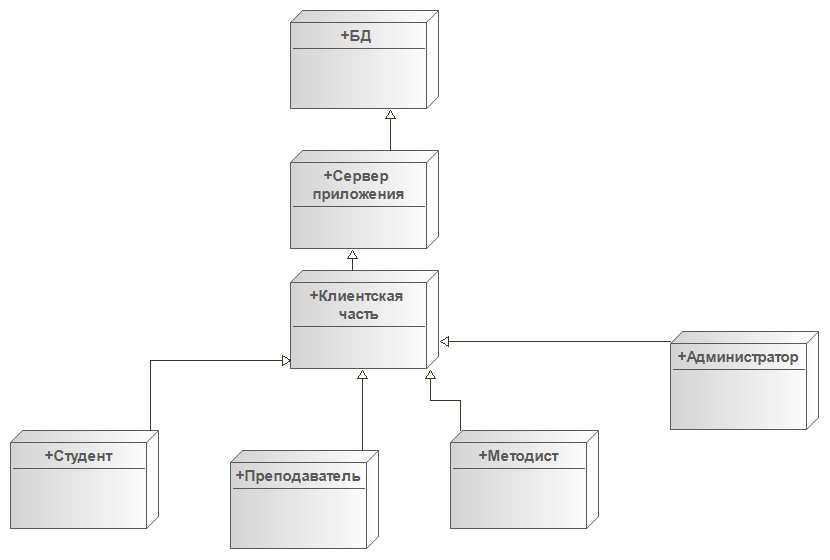 +БД
+Сервер
приложения
+Клиентская
часть
+Администратор
+Студент
+Преподаватель
+Методист